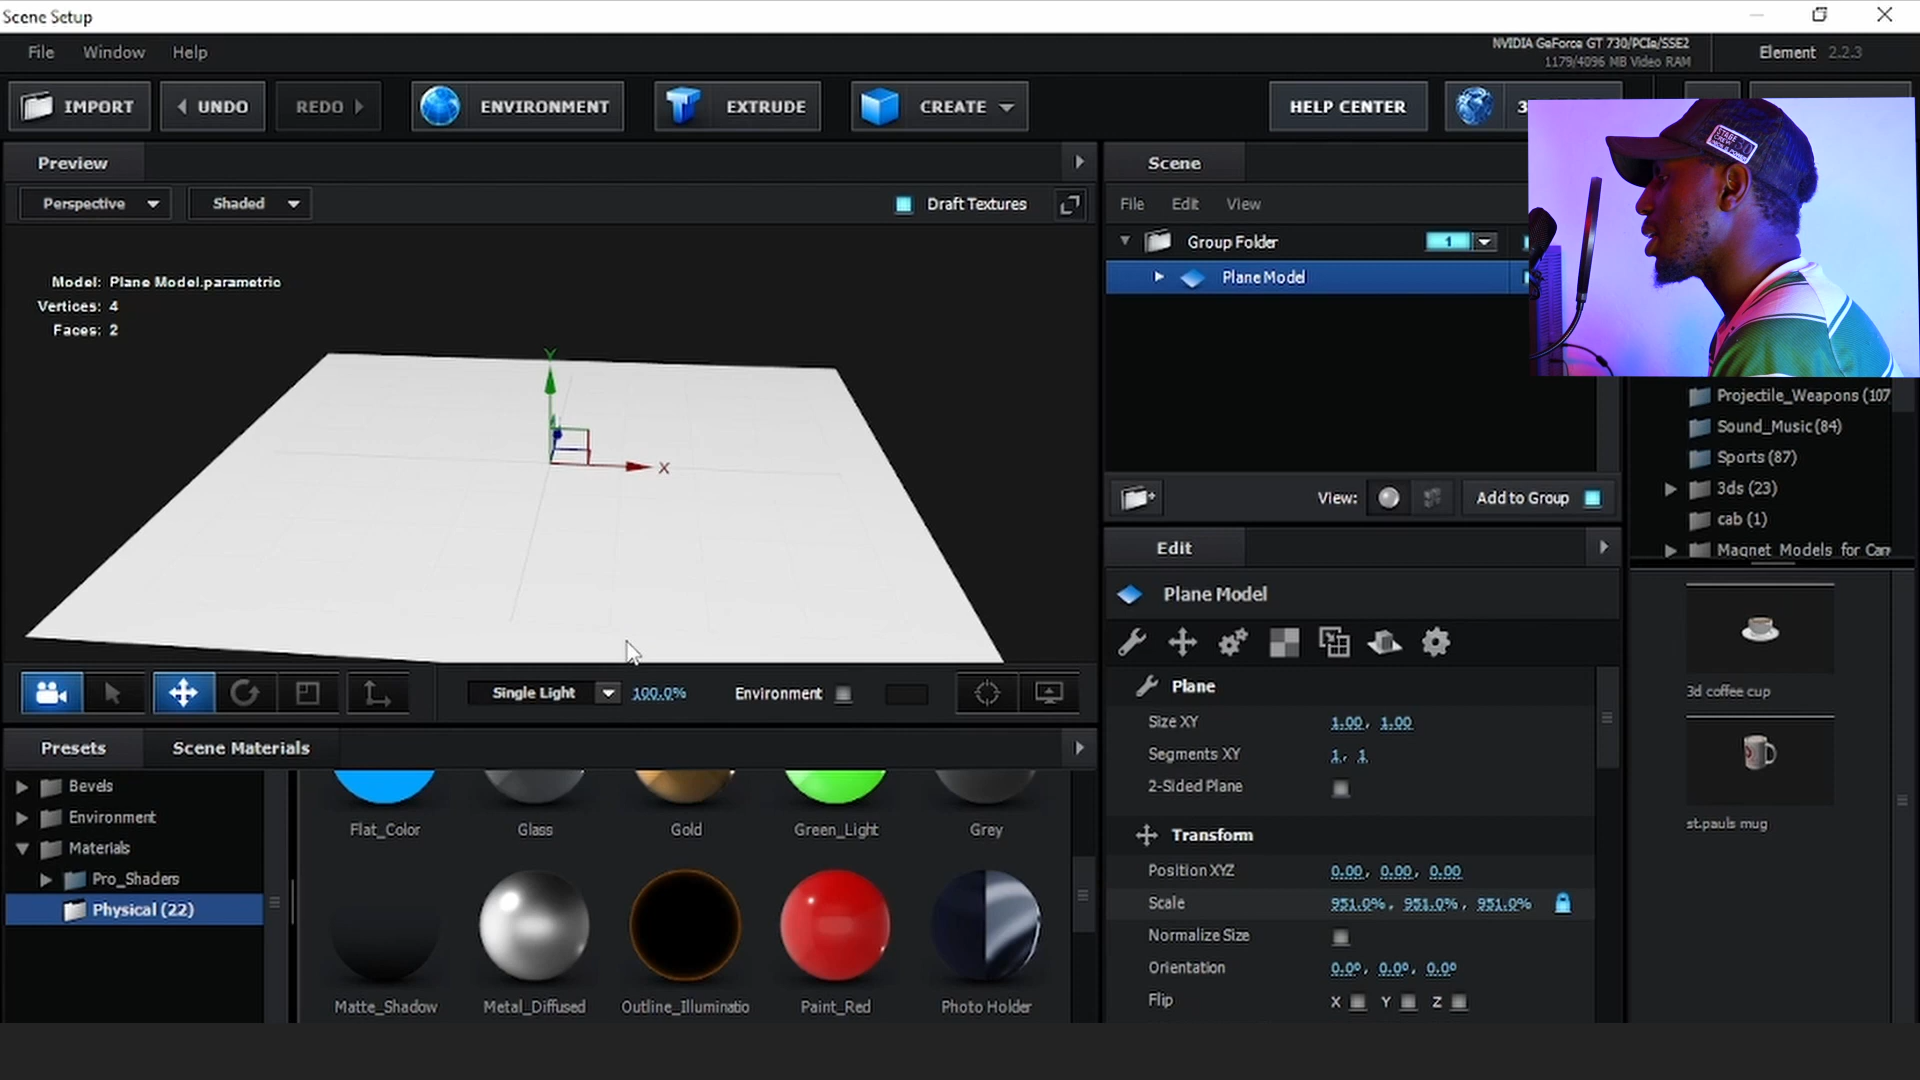 Scene Setup
File Window Help
NVIDIA GeForce GT 730/PCIe/SSE2
1179/4096 MB Video RAM
Element 2.2.3
IMPORT
UNDO
REDO
ENVIRONMENT
EXTRUDE
CREATE
HELP CENTER
Preview
Perspective
Shaded
Draft Textures
Model: Plane Model.parametric
Vertices: 4
Faces: 2
Y
X
Single Light
100.0%
Environment
Scene
File Edit View
Group Folder
1
Plane Model
View:
Add to Group
Edit
Plane Model
Plane
Size XY 1.00, 1.00
Segments XY 1, 1
2-Sided Plane
Transform
Position XYZ 0.00, 0.00, 0.00
Scale 951.0%, 951.0%, 951.0%
Normalize Size
Orientation 0.0°, 0.0°, 0.0°
Flip X Y Z
Projectile_Weapons (107
Sound_Music (84)
Sports (87)
3ds (23)
cab (1)
Magnet_Models_for_Can
3d coffee cup
st.pauls mug
Presets
Scene Materials
Bevels
Environment
Materials
Pro_Shaders
Physical (22)
Flat_Color
Glass
Gold
Green_Light
Grey
Matte_Shadow
Metal_Diffused
Outline_Illuminatio
Paint_Red
Photo Holder